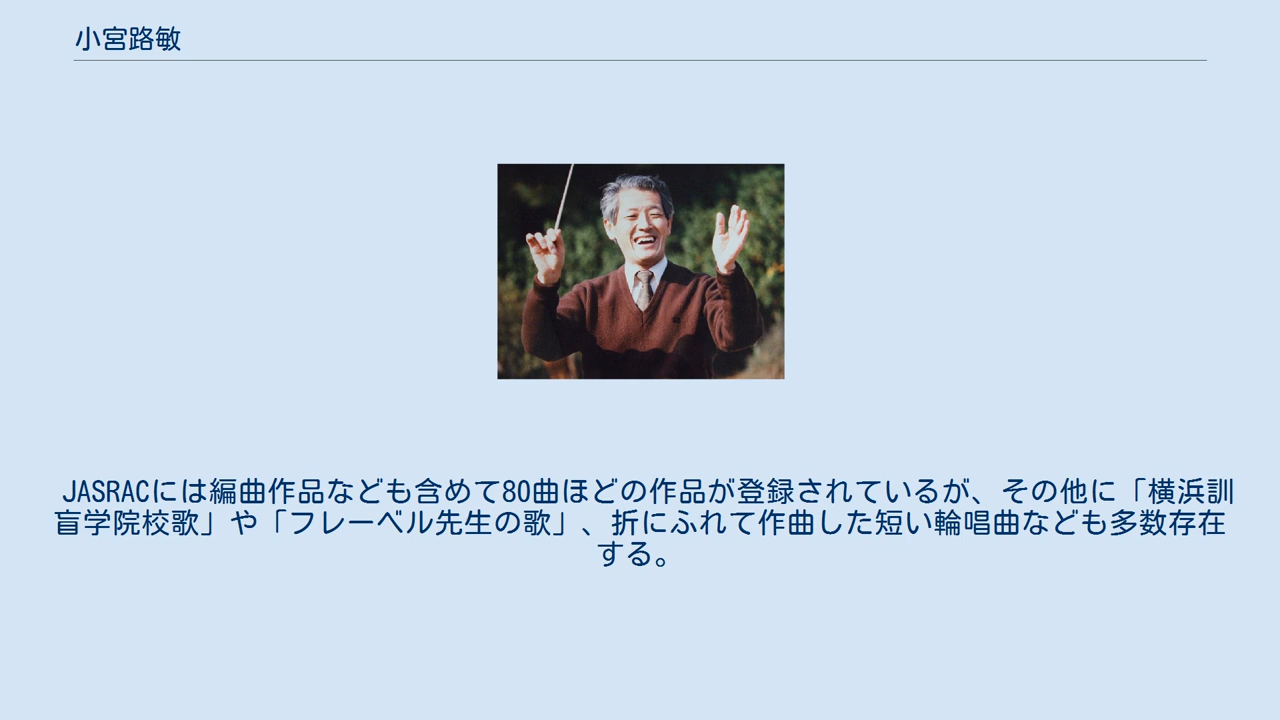 小宮路敏
JASRACには編曲作品なども含めて80曲ほどの作品が登録されているが、その他に「横浜訓
盲学院校歌」や「フレーベル先生の歌」、折にふれて作曲した短い輪唱曲なども多数存在
する。